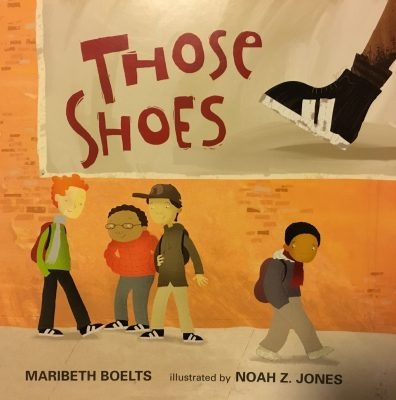 THOSE
SHOES
MARIBETH BOELTS illustrated by NOAH Z. JONES